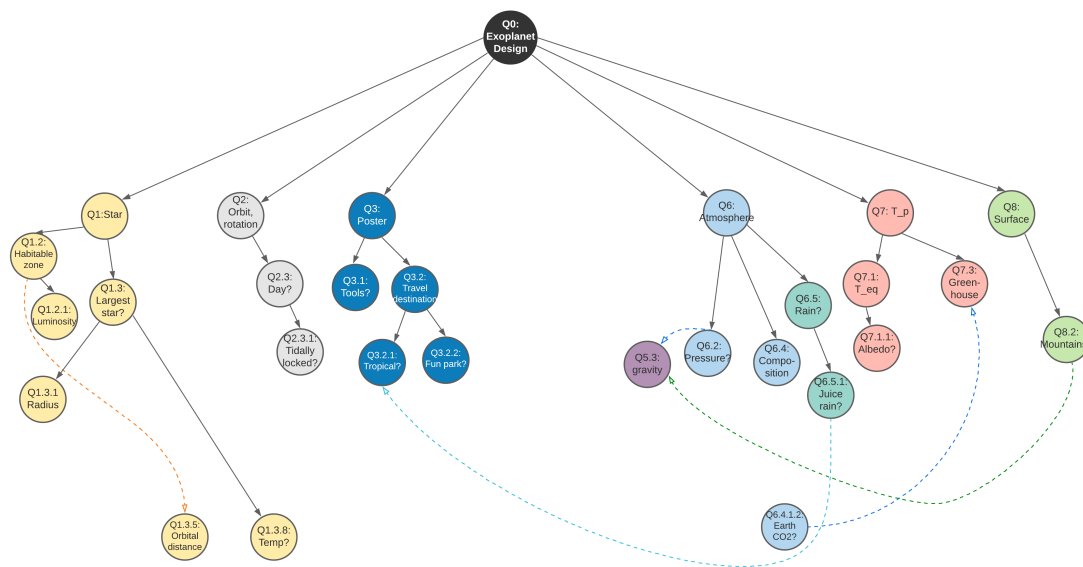 Q0:
Exoplanet
Design
Q1:Star
Q2:
Orbit,
rotation
Q3:
Poster
Q6:
Atmosphere
Q7: T_p
Q8:
Surface
Q1.2:
Habitable
zone
Q1.3:
Largest
star?
Q2.3:
Day?
Q3.1:
Tools?
Q3.2:
Travel
destination
Q6.5:
Rain?
Q7.1:
T_eq
Q7.3:
Green-
house
Q1.2.1:
Luminosity
Q2.3.1:
Tidally
locked?
Q3.2.1:
Tropical?
Q3.2.2:
Fun park?
Q5.3:
gravity
Q6.2:
Pressure?
Q6.4:
Compo-
sition
Q7.1.1:
Albedo?
Q8.2:
Mountains
Q1.3.1
Radius
Q6.5.1:
Juice
rain?
Q1.3.5:
Orbital
distance
Q1.3.8:
Temp?
Q6.4.1.2:
Earth
CO2?